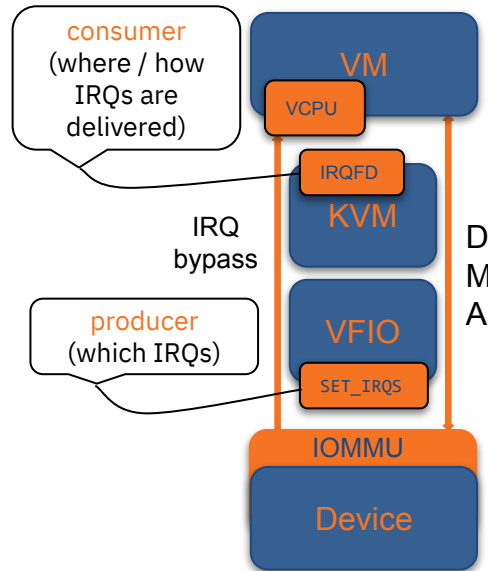 consumer
(where / how
IRQs are
delivered)
VM
VCPU
IRQFD
KVM
IRQ
bypass
D
M
A
producer
(which IRQs)
VFIO
SET_IRQS
IOMMU
Device